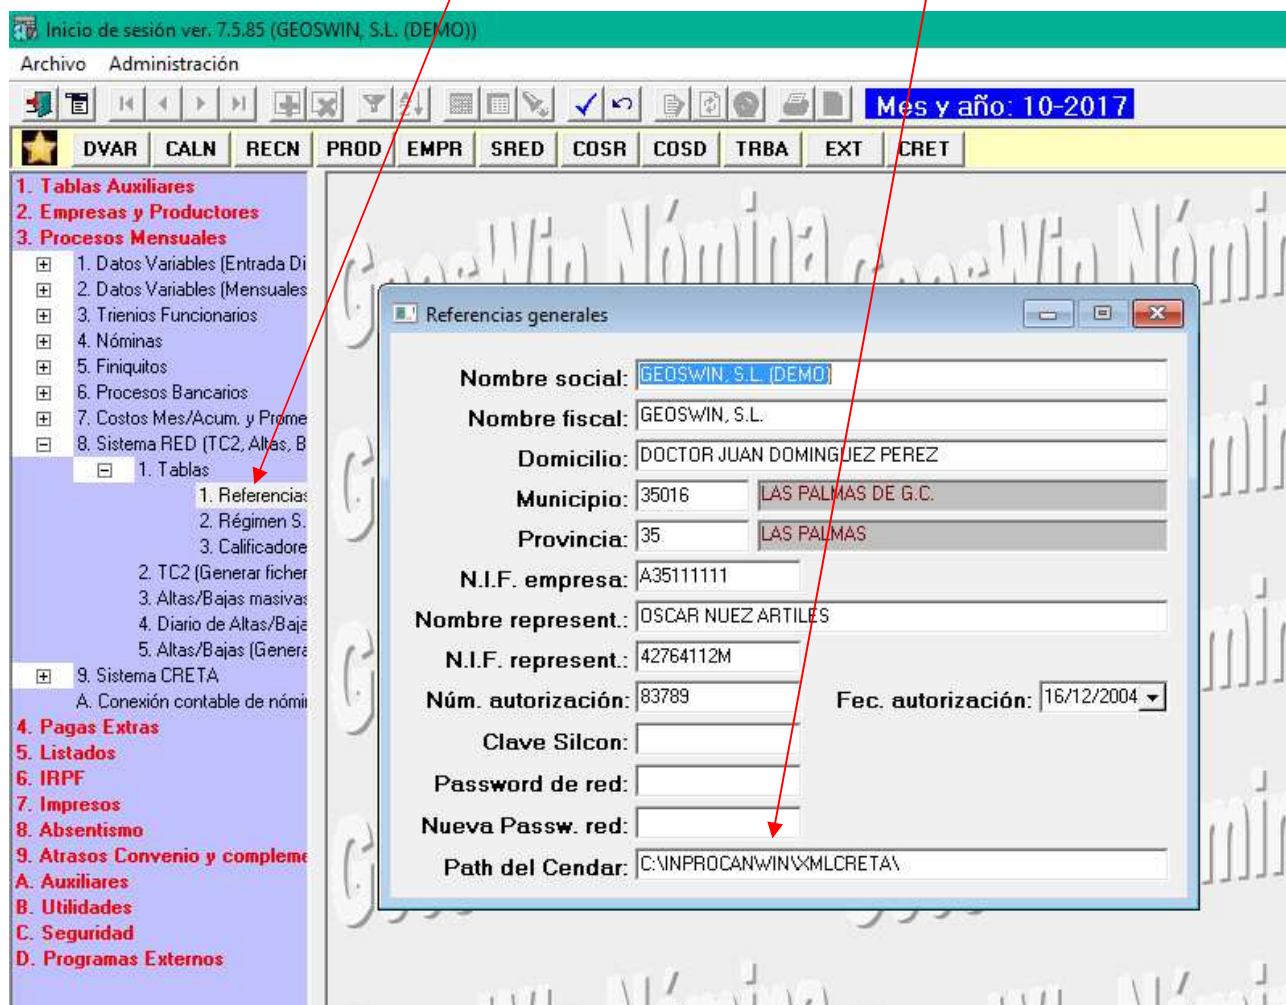 Inicio de sesión ver. 7.5.85 (GEOSWIN, S.L. (DEMO))
Archivo Administración
Mes y año: 10-2017
DVAR CALN RECN PROD EMPR SRED COSR COSD TRBA EXT CRET
1. Tablas Auxiliares
2. Empresas y Productores
3. Procesos Mensuales
1. Datos Variables (Entrada Di
2. Datos Variables (Mensuales
3. Trienios Funcionarios
4. Nóminas
5. Finiquitos
6. Procesos Bancarios
7. Costos Mes/Acum. y Prome
8. Sistema RED (TC2, Altas, B
1. Tablas
1. Referencias
2. Régimen S.
3. Calificadore
2. TC2 (Generar ficher
3. Altas/Bajas masivas
4. Diario de Altas/Baja
5. Altas/Bajas (Genera
9. Sistema CRETA
A. Conexión contable de nómi
4. Pagas Extras
5. Listados
6. IRPF
7. Impresos
8. Absentismo
9. Atrasos Convenio y compleme
A. Auxiliares
B. Utilidades
C. Seguridad
D. Programas Externos
GeosWin Nómina
Referencias generales
Nombre social: GEOSWIN, S.L. (DEMO)
Nombre fiscal: GEOSWIN, S.L.
Domicilio: DOCTOR JUAN DOMINGUEZ PEREZ
Municipio: 35016 LAS PALMAS DE G.C.
Provincia: 35 LAS PALMAS
N.I.F. empresa: A35111111
Nombre represent.: OSCAR NUEZ ARTILES
N.I.F. represent.: 42764112M
Núm. autorización: 83789 Fec. autorización: 16/12/2004
Clave Silcon:
Password de red:
Nueva Passw. red:
Path del Cendar: C:\INPROCANWIN\XMLCRETA\